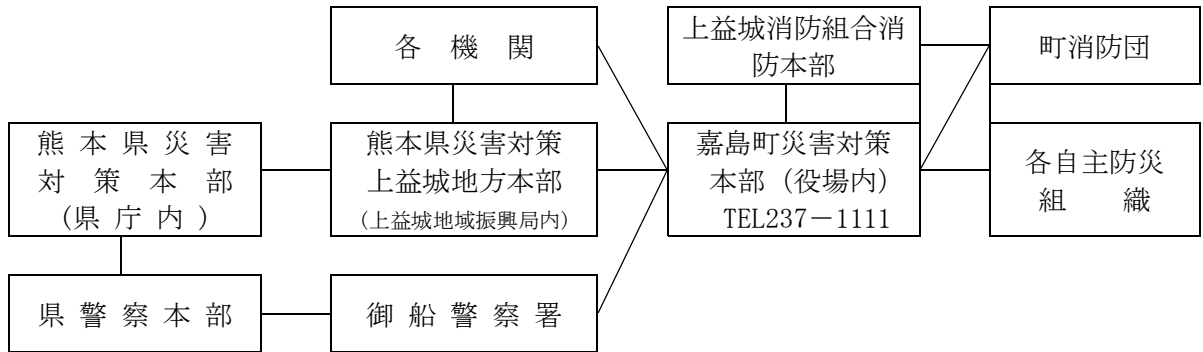 各 機 関
上益城消防組合消
防本部
町消防団
熊 本 県 災 害
対 策 本 部
(県 庁 内 )
熊本県災害対策
上益城地方本部
(上益城地域振興局内)
嘉島町災害対策
本部（役場内）
TEL237－1111
各自主防災
組 織
県 警 察 本 部
御 船 警 察 署